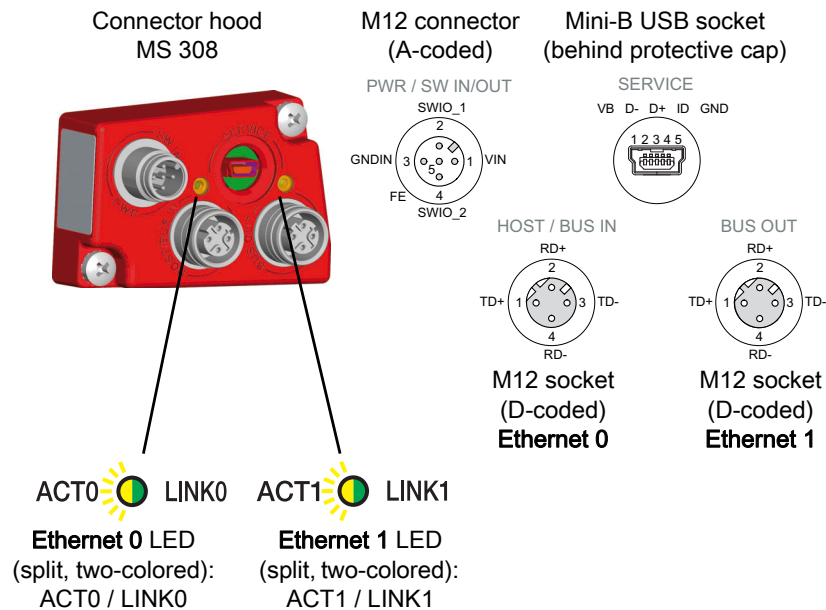 Connector hood
MS 308
M12 connector
(A-coded)
Mini-B USB socket
(behind protective cap)
PWR / SW IN/OUT
SWIO_1
2
GNDIN 3 5 1 VIN
FE 4
SWIO_2
SERVICE
VB D- D+ ID GND
1 2 3 4 5
SERVICE
PWR
HOST / BUS IN
RD+
2
TD+ 1 3 TD-
4
RD-
M12 socket
(D-coded)
Ethernet 0
BUS OUT
RD+
2
TD+ 1 3 TD-
4
RD-
M12 socket
(D-coded)
Ethernet 1
ACT0 LINK0
Ethernet 0 LED
(split, two-colored):
ACT0 / LINK0
ACT1 LINK1
Ethernet 1 LED
(split, two-colored):
ACT1 / LINK1